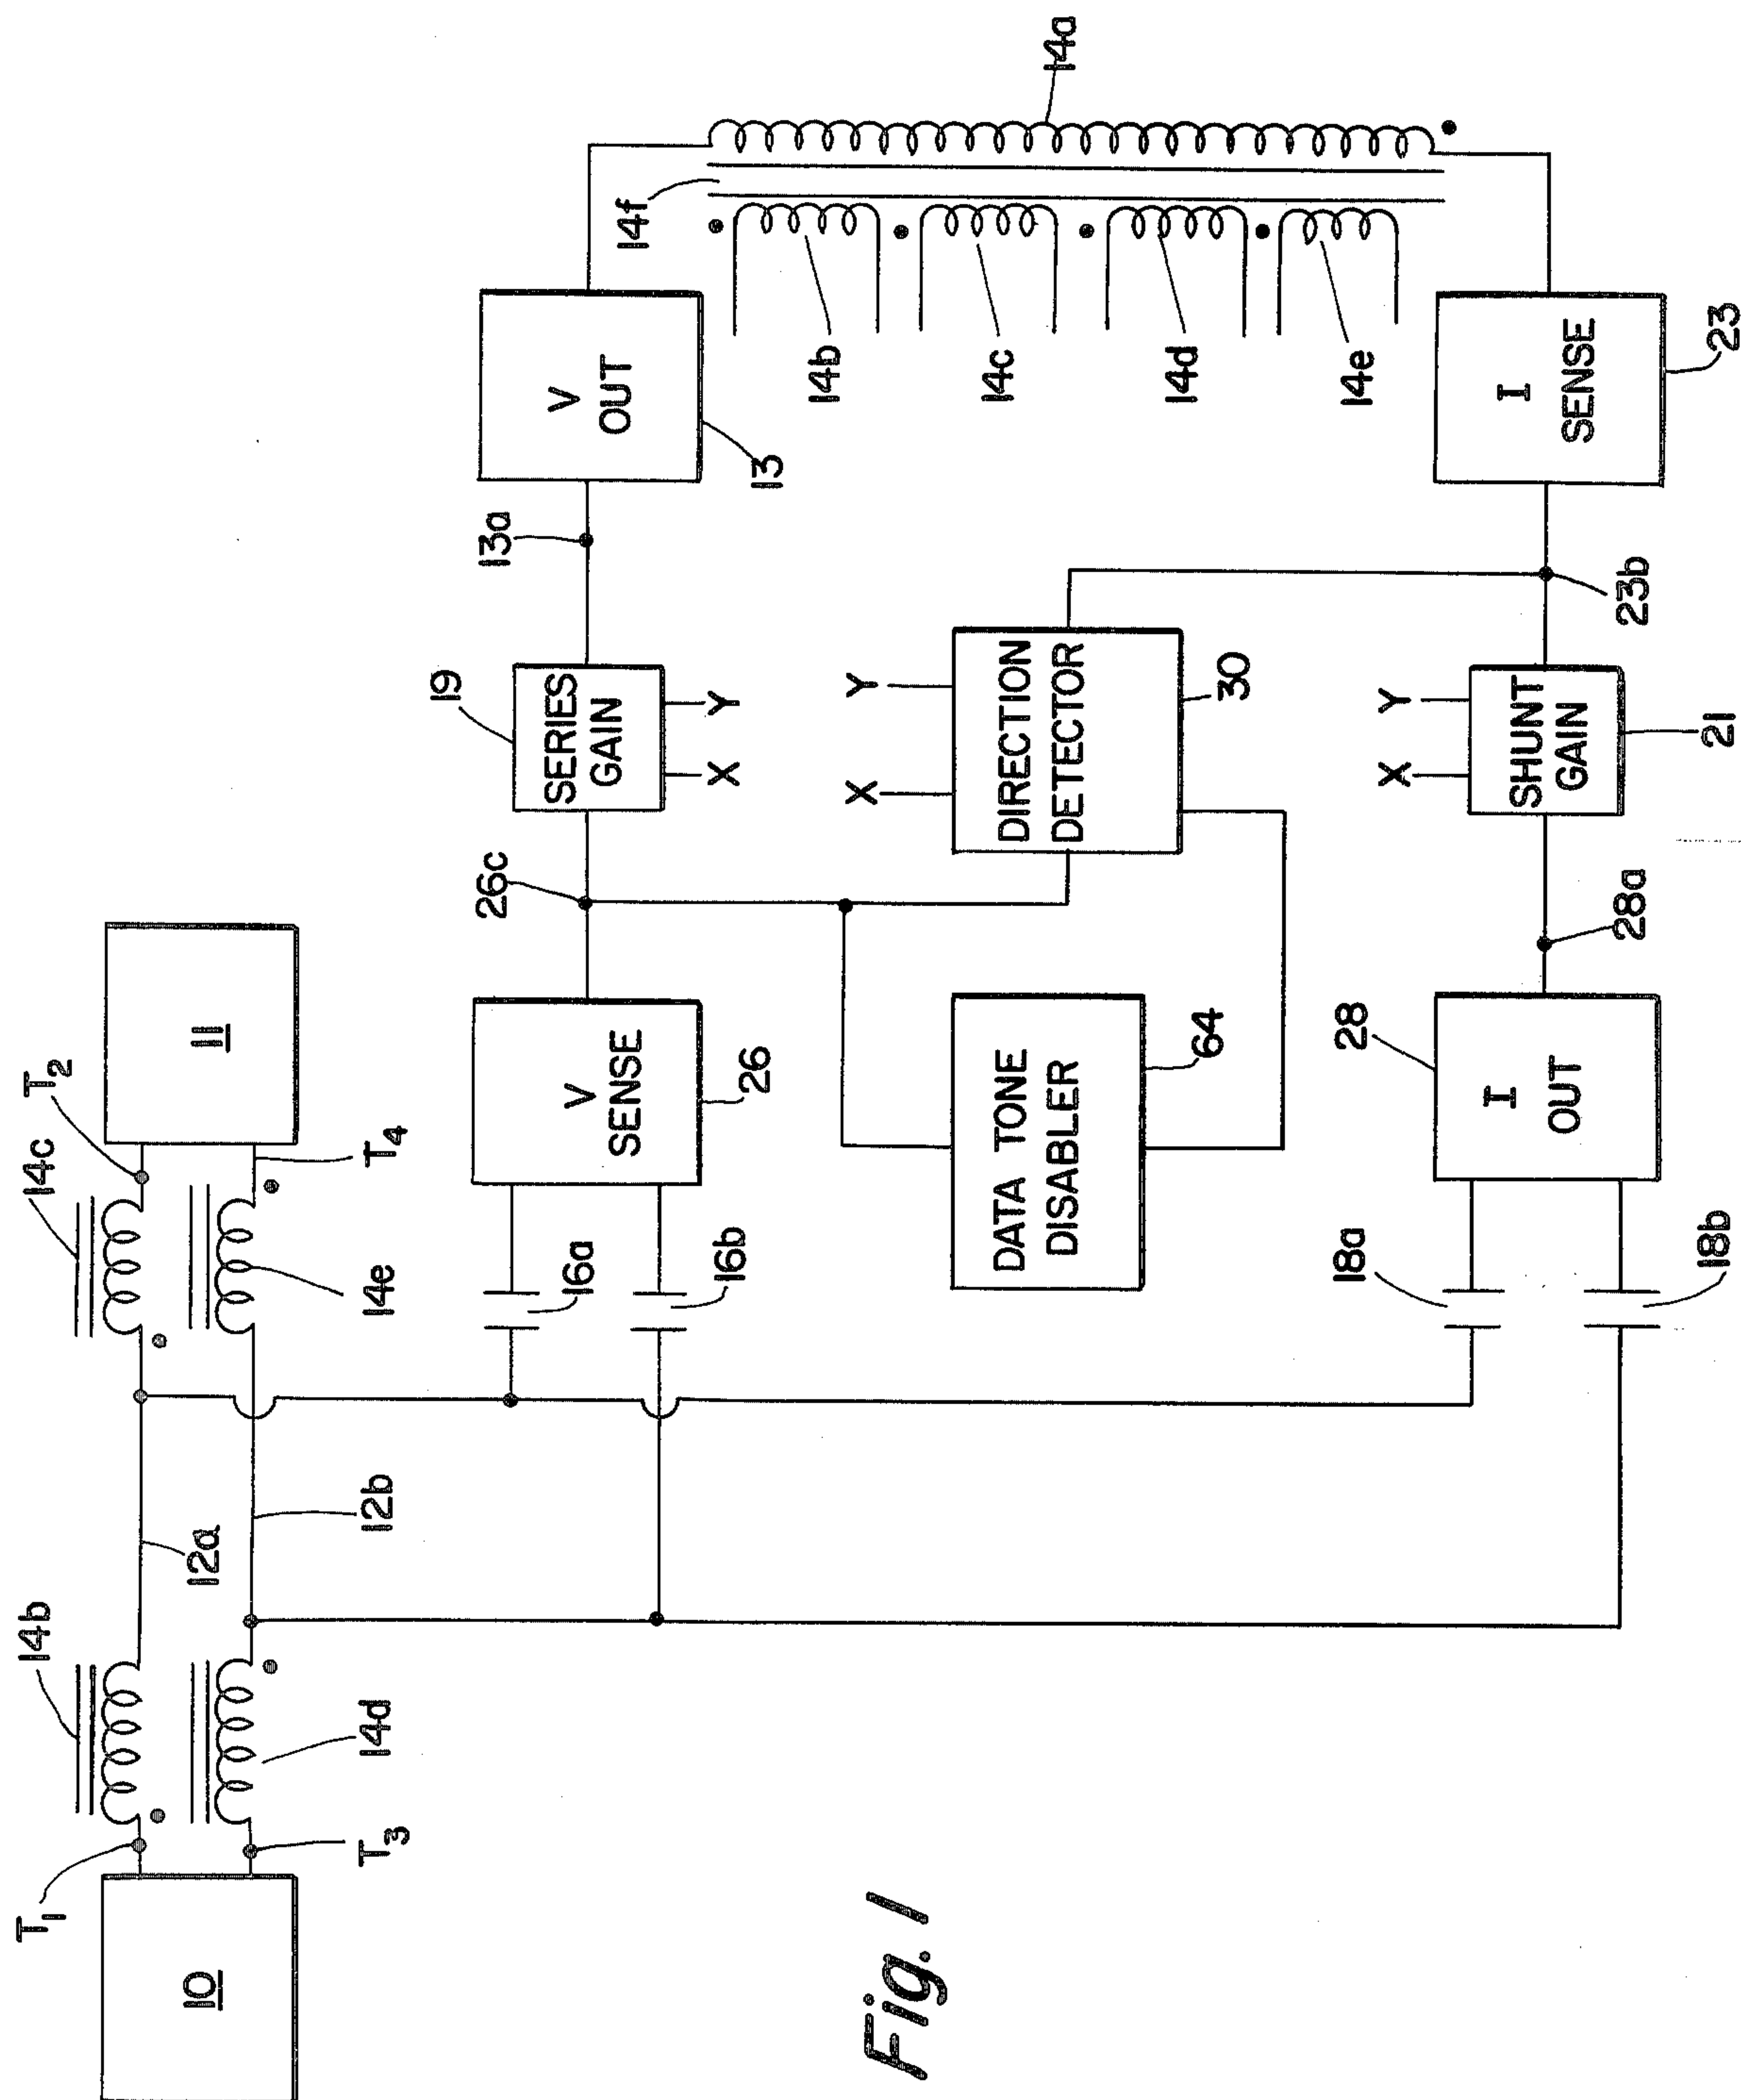 10
T1
T3
14b
14d
12a
12b
14c
14e
T2
T4
11
16a
16b
18a
18b
V
SENSE
26
26c
SERIES
GAIN
19
X
Y
13a
V
OUT
13
DATA TONE
DISABLER
64
DIRECTION
DETECTOR
30
X
Y
I
OUT
28
28a
SHUNT
GAIN
21
X
Y
23b
I
SENSE
23
14f
14b
14c
14d
14e
14a
Fig. 1